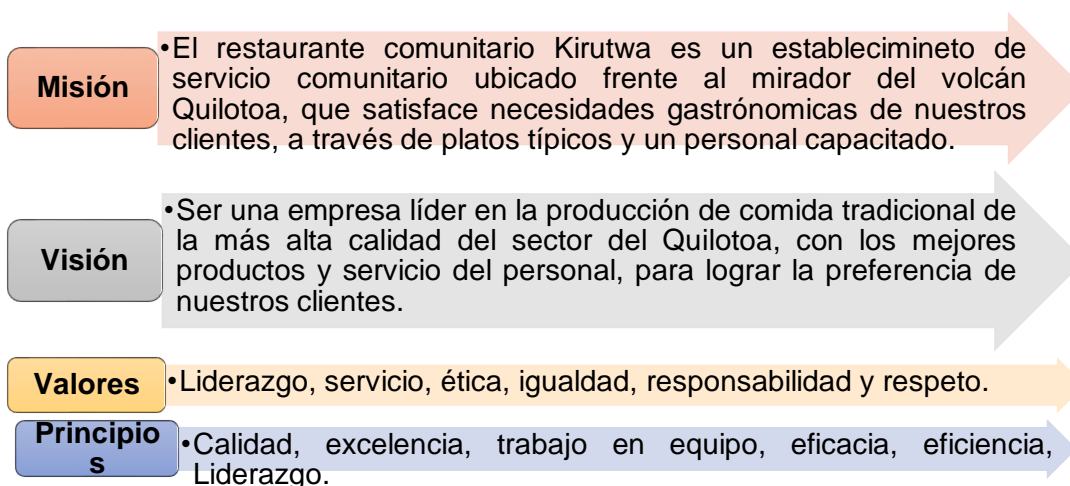 Misión
•El restaurante comunitario Kirutwa es un establecimineto de
servicio comunitario ubicado frente al mirador del volcán
Quilotoa, que satisface necesidades gastrónomicas de nuestros
clientes, a través de platos típicos y un personal capacitado.
Visión
•Ser una empresa líder en la producción de comida tradicional de
la más alta calidad del sector del Quilotoa, con los mejores
productos y servicio del personal, para lograr la preferencia de
nuestros clientes.
Valores
•Liderazgo, servicio, ética, igualdad, responsabilidad y respeto.
Principio
s
•Calidad, excelencia, trabajo en equipo, eficacia, eficiencia,
Liderazgo.